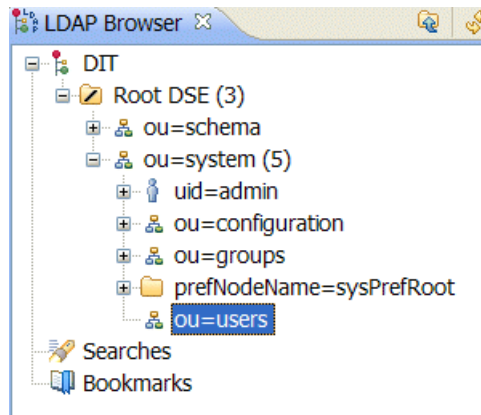 LDAP Browser
DIT
Root DSE (3)
ou=schema
ou=system (5)
uid=admin
ou=configuration
ou=groups
prefNodeName=sysPrefRoot
ou=users
Searches
Bookmarks